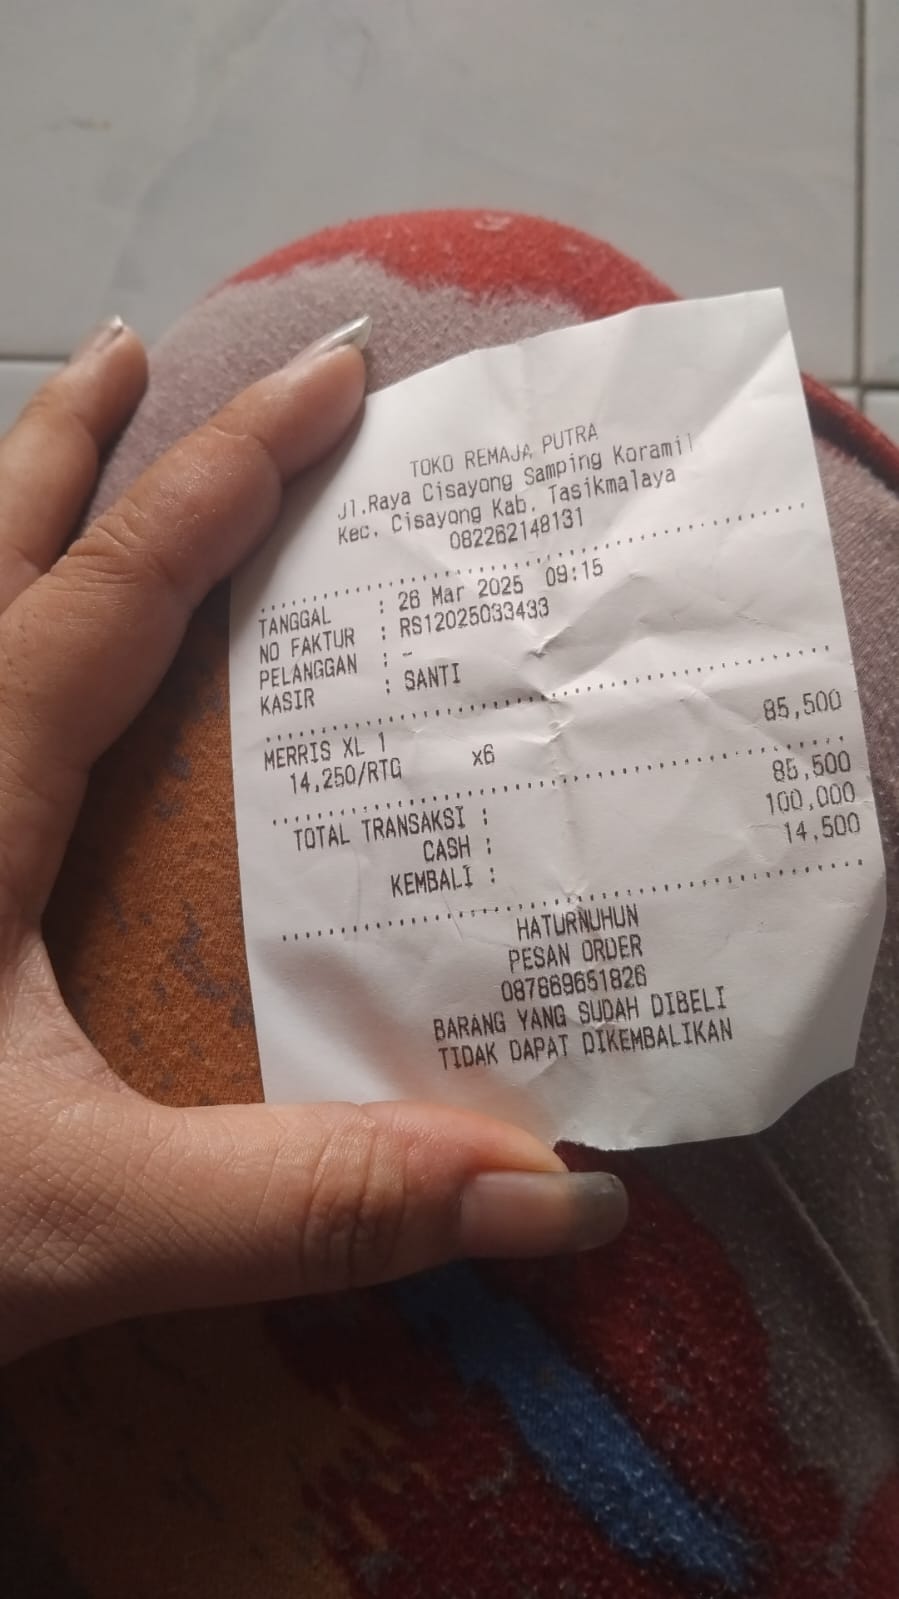 TOKO REMAJA PUTRA
Jl.Raya Cisayong Samping Koramil
Kec. Cisayong Kab. Tasikmalaya
082262148131
TANGGAL : 26 Mar 2025 09:15
NO FAKTUR : RS12025033433
PELANGGAN : -
KASIR : SANTI
MERRIS XL 1 85,500
14,250/RTG x6
TOTAL TRANSAKSI : 85,500
CASH : 100,000
KEMBALI : 14,500
HATURNUHUN
PESAN ORDER
087869651826
BARANG YANG SUDAH DIBELI
TIDAK DAPAT DIKEMBALIKAN